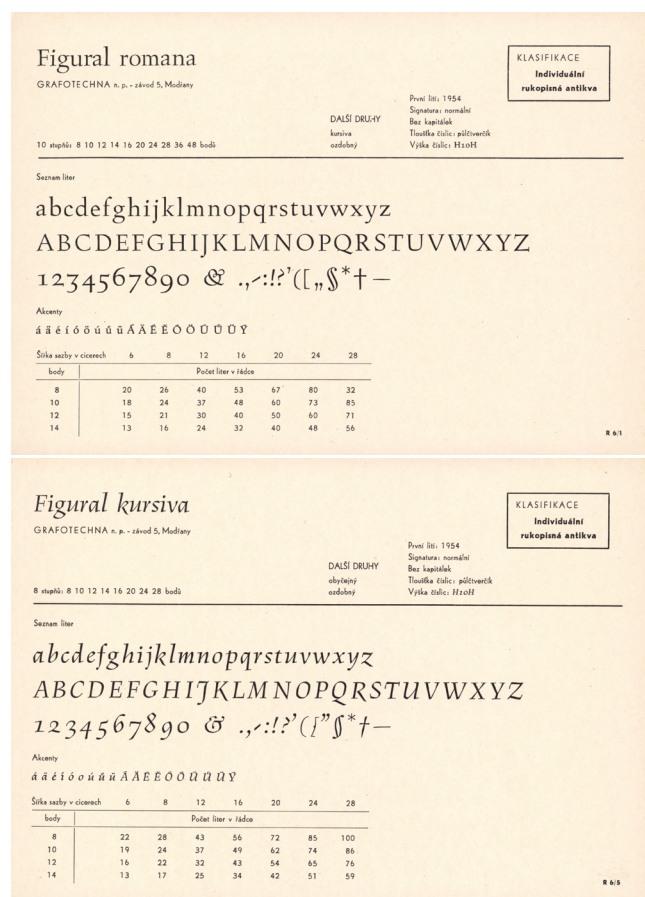 Figural romana
GRAFOTECHNA n. p. - závod 5, Modřany
KLASIFIKACE
Individuální
rukopisná antikva
10 stupňů: 8 10 12 14 16 20 24 28 36 48 bodů
DALŠÍ DRUHY
kursiva
ozdobný
První lití: 1954
Signatura: normální
Bez kapitálek
Tloušťka číslic: půlčtverčík
Výška číslic: H10H
Seznam liter
abcdefghijklmnopqrstuvwxyz
ABCDEFGHIJKLMNOPQRSTUVWXYZ
1234567890 & .,-:!?'([„§*†—
Akcenty
á ä é í ó ö ú ů ü Á Ä É Ě Ó Ö Ú Ů Ü Ý
Šířka sazby v cicerech 6 8 12 16 20 24 28
body Počet liter v řádce
8 20 26 40 53 67 80 32
10 18 24 37 48 60 73 85
12 15 21 30 40 50 60 71
14 13 16 24 32 40 48 56
R 6/1
Figural kursiva
GRAFOTECHNA n. p. - závod 5, Modřany
KLASIFIKACE
Individuální
rukopisná antikva
8 stupňů: 8 10 12 14 16 20 24 28 bodů
DALŠÍ DRUHY
obyčejný
ozdobný
První lití: 1954
Signatura: normální
Bez kapitálek
Tloušťka číslic: půlčtverčík
Výška číslic: H10H
Seznam liter
abcdefghijklmnopqrstuvwxyz
ABCDEFGHIJKLMNOPQRSTUVWXYZ
1234567890 & .,-:!?'([”§*†—
Akcenty
á ä é í ó o ú ů ü Á Ä É Ě Ó Ö Ú Ů Ü Ý
Šířka sazby v cicerech 6 8 12 16 20 24 28
body Počet liter v řádce
8 22 28 43 56 72 85 100
10 19 24 37 49 62 74 86
12 16 22 32 43 54 65 76
14 13 17 25 34 42 51 59
R 6/5